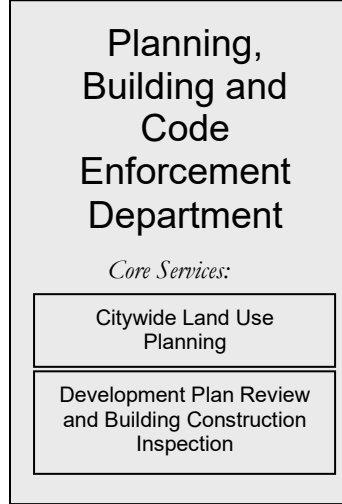 Planning,
Building and
Code
Enforcement
Department
Core Services:
Citywide Land Use
Planning
Development Plan Review
and Building Construction
Inspection